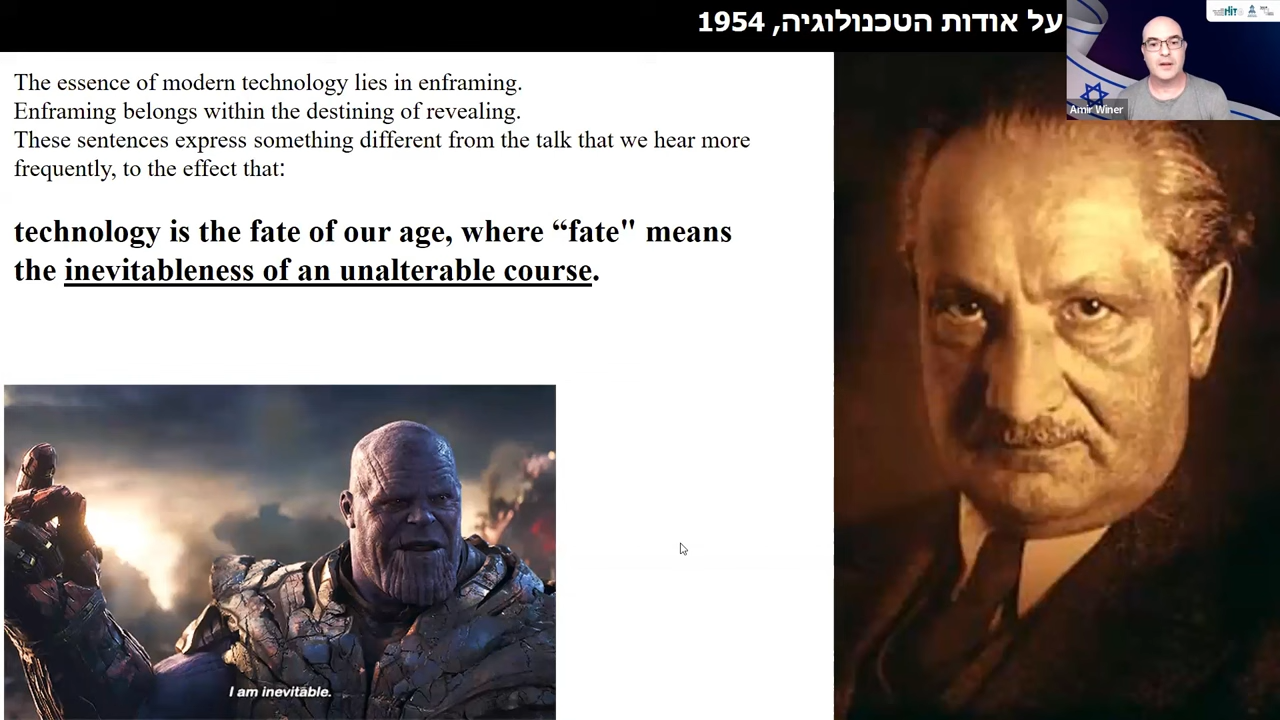 על אודות הטכנולוגיה, 1954
Amir Winer
The essence of modern technology lies in enframing.
Enframing belongs within the destining of revealing.
These sentences express something different from the talk that we hear more
frequently, to the effect that:
technology is the fate of our age, where “fate" means
the inevitableness of an unalterable course.
I am inevitable.